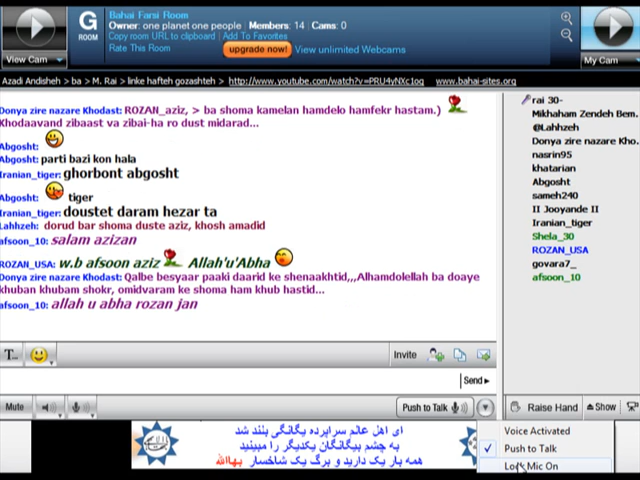 Bahai Farsi Room
Owner: one planet one people | Members: 14 | Cams: 0
Copy room URL to clipboard | Add To Favorites
Rate This Room
upgrade now!
View unlimited Webcams
G
ROOM
View Cam
My Cam
Azadi Andisheh > ba > M. Rai > linke hafteh gozashteh > http://www.youtube.com/watch?v=PRU4yNXc1og www.bahai-sites.org
Donya zire nazare Khodast: ROZAN_aziz, > ba shoma kamelan hamdelo hamfekr hastam.)
Khodaavand zibaast va zibai-ha ro dust midarad...
Abgosht:
Abgosht: parti bazi kon hala
Iranian_tiger: ghorbont abgosht
Abgosht: tiger
Iranian_tiger: doustet daram hezar ta
Lahhzeh: dorud bar shoma duste aziz, khosh amadid
afsoon_10: salam azizan
ROZAN_USA: w.b afsoon aziz Allah'u'Abha
Donya zire nazare Khodast: Qalbe besyaar paaki daarid ke shenaakhtid,,,Alhamdolellah ba doaye
khuban khubam shokr, omidvaram ke shoma ham khub hastid...
afsoon_10: allah u abha rozan jan
rai 30-
Mikhaham Zendeh Bem.
@Lahhzeh
Donya zire nazare Kho.
nasrin95
khatarian
Abgosht
sameh240
II Jooyande II
Iranian_tiger
Shela_30
ROZAN_USA
govara7_
afsoon_10
T...
Invite
Send
Mute
Push to Talk
Raise Hand
Show
Voice Activated
Push to Talk
Lock Mic On
ای اهل عالم سراپرده یگانگی بلند شد
به چشم بیگانگان یکدیگر را مبینید
همه بار یک دارید و برگ یک شاخسار بهاالله